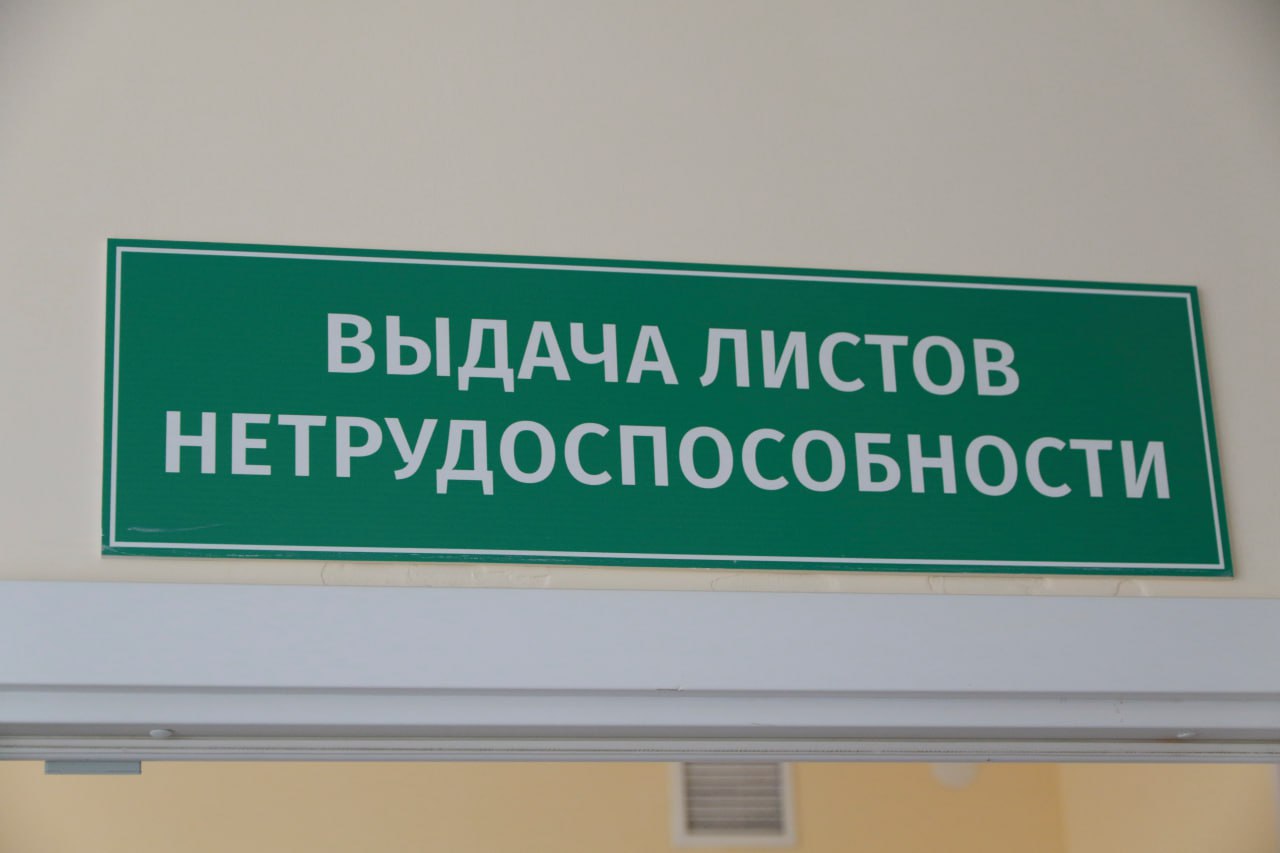 ВЫДАЧА ЛИСТОВ
НЕТРУДОСПОСОБНОСТИ